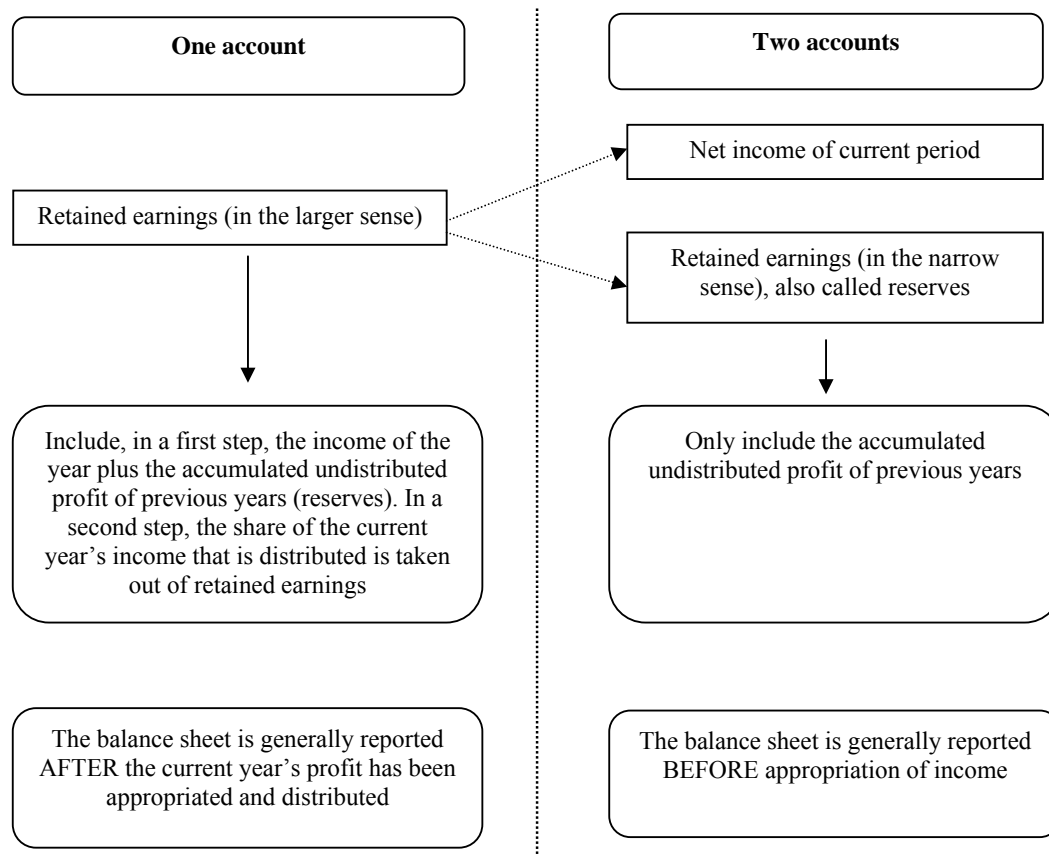 One account
Two accounts
Net income of current period
Retained earnings (in the larger sense)
Retained earnings (in the narrow
sense), also called reserves
Include, in a first step, the income of the
year plus the accumulated undistributed
profit of previous years (reserves). In a
second step, the share of the current
year’s income that is distributed is taken
out of retained earnings
Only include the accumulated
undistributed profit of previous years
The balance sheet is generally reported
AFTER the current year’s profit has been
appropriated and distributed
The balance sheet is generally reported
BEFORE appropriation of income